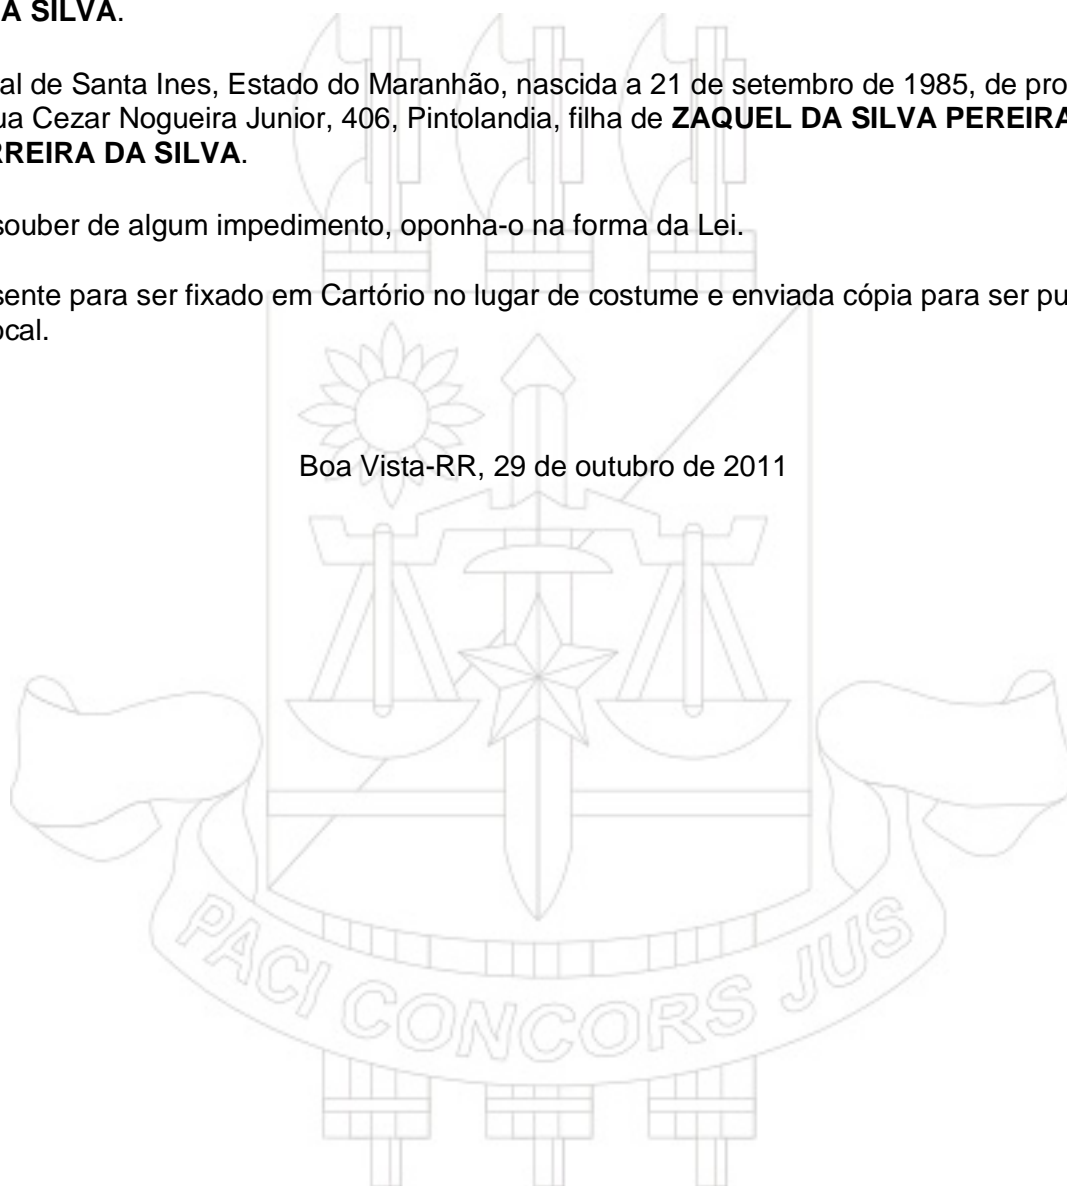 A SILVA.
al de Santa Ines, Estado do Maranhão, nascida a 21 de setembro de 1985, de pro
ua Cezar Nogueira Junior, 406, Pintolandia, filha de ZAQUEL DA SILVA PEREIRA
RREIRA DA SILVA.
souber de algum impedimento, oponha-o na forma da Lei.
sente para ser fixado em Cartório no lugar de costume e enviada cópia para ser pu
ocal.
Boa Vista-RR, 29 de outubro de 2011
PACI CONCORS JUS